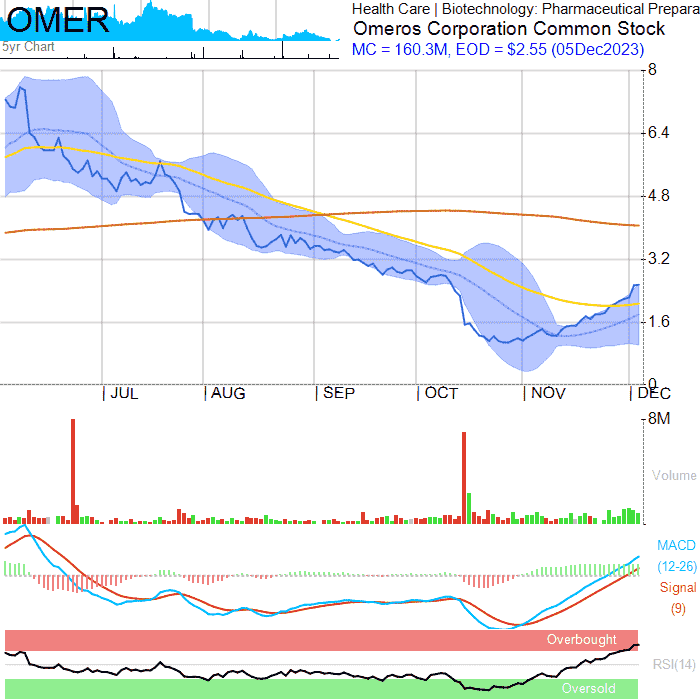 OMER
5yr Chart
Health Care | Biotechnology: Pharmaceutical Prepara
Omeros Corporation Common Stock
MC = 160.3M, EOD = $2.55 (05Dec2023)
8
6.4
4.8
3.2
1.6
0
JUL AUG SEP OCT NOV DEC
8M
Volume
MACD
(12-26)
Signal
(9)
Overbought
RSI(14)
Oversold